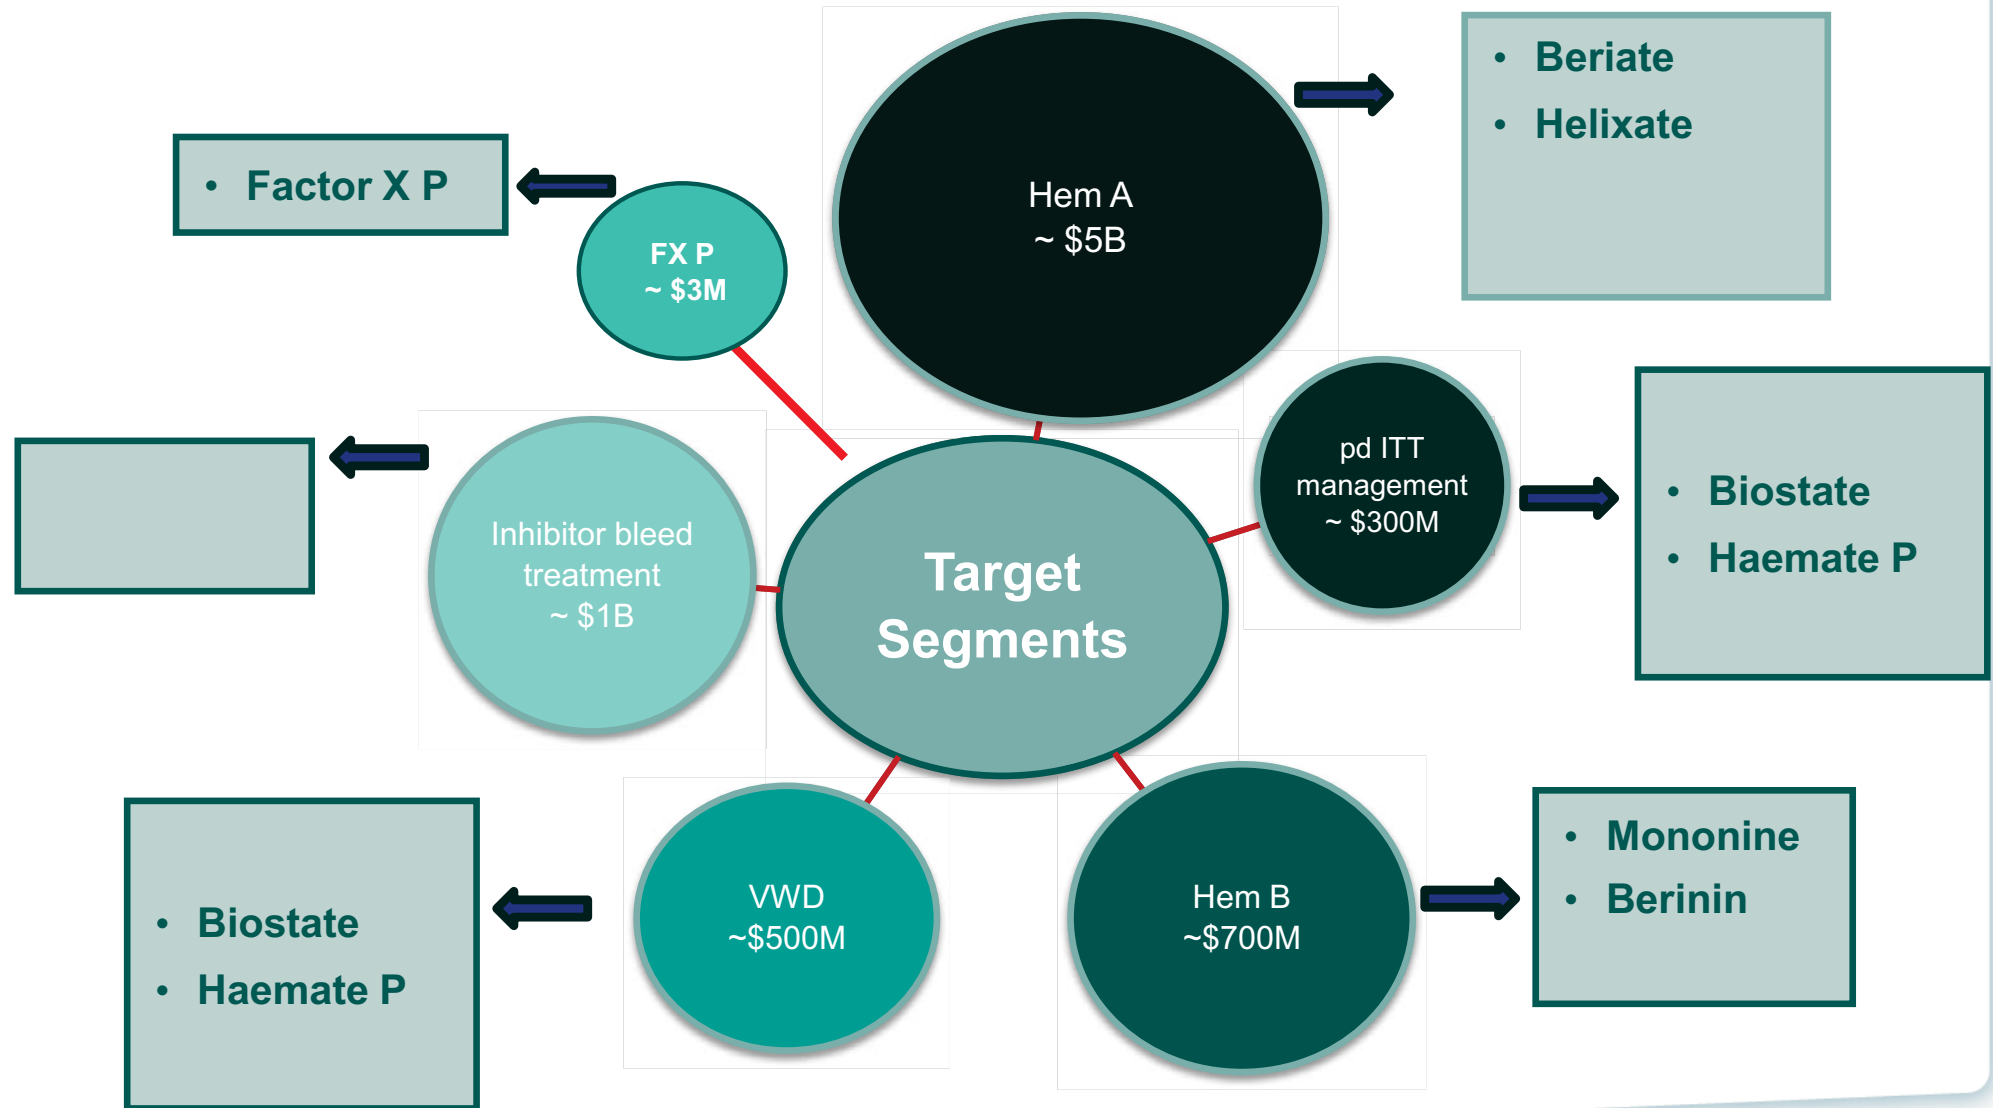 Hem A
~ $5B
• Beriate
• Helixate
• Factor X P
FX P
~ $3M
pd ITT
management
~ $300M
• Biostate
• Haemate P
Inhibitor bleed
treatment
~ $1B
Target
Segments
VWD
~$500M
• Biostate
• Haemate P
Hem B
~$700M
• Mononine
• Berinin